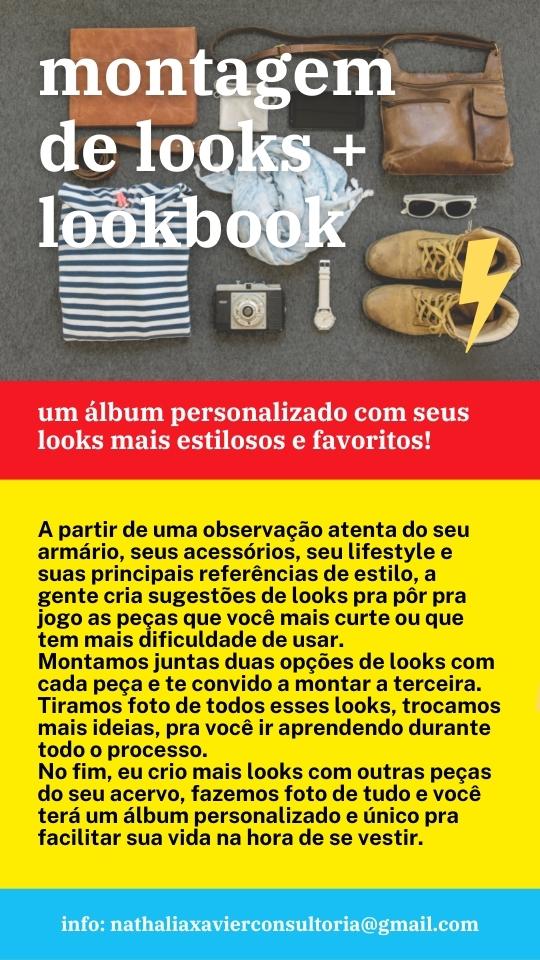 montagem
de looks +
lookbook
um álbum personalizado com seus
looks mais estilosos e favoritos!
A partir de uma observação atenta do seu
armário, seus acessórios, seu lifestyle e
suas principais referências de estilo, a
gente cria sugestões de looks pra pôr pra
jogo as peças que você mais curte ou que
tem mais dificuldade de usar.
Montamos juntas duas opções de looks com
cada peça e te convido a montar a terceira.
Tiramos foto de todos esses looks, trocamos
mais ideias, pra você ir aprendendo durante
todo o processo.
No fim, eu crio mais looks com outras peças
do seu acervo, fazemos foto de tudo e você
terá um álbum personalizado e único pra
facilitar sua vida na hora de se vestir.
info: nathaliaxavierconsultoria@gmail.com